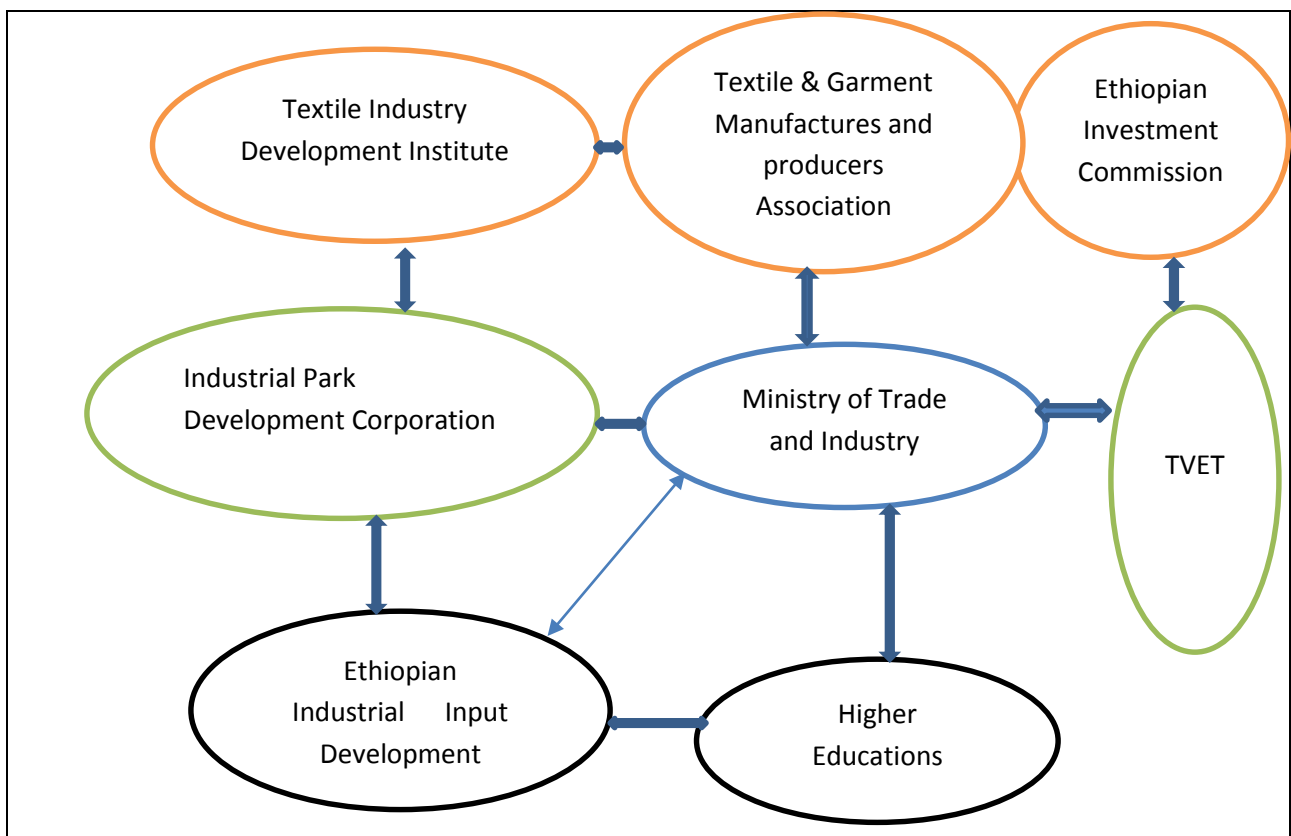 Textile Industry
Development Institute
Textile & Garment
Manufactures and
producers
Association
Ethiopian
Investment
Commission
Industrial Park
Development Corporation
Ministry of Trade
and Industry
TVET
Ethiopian
Industrial Input
Development
Higher
Educations